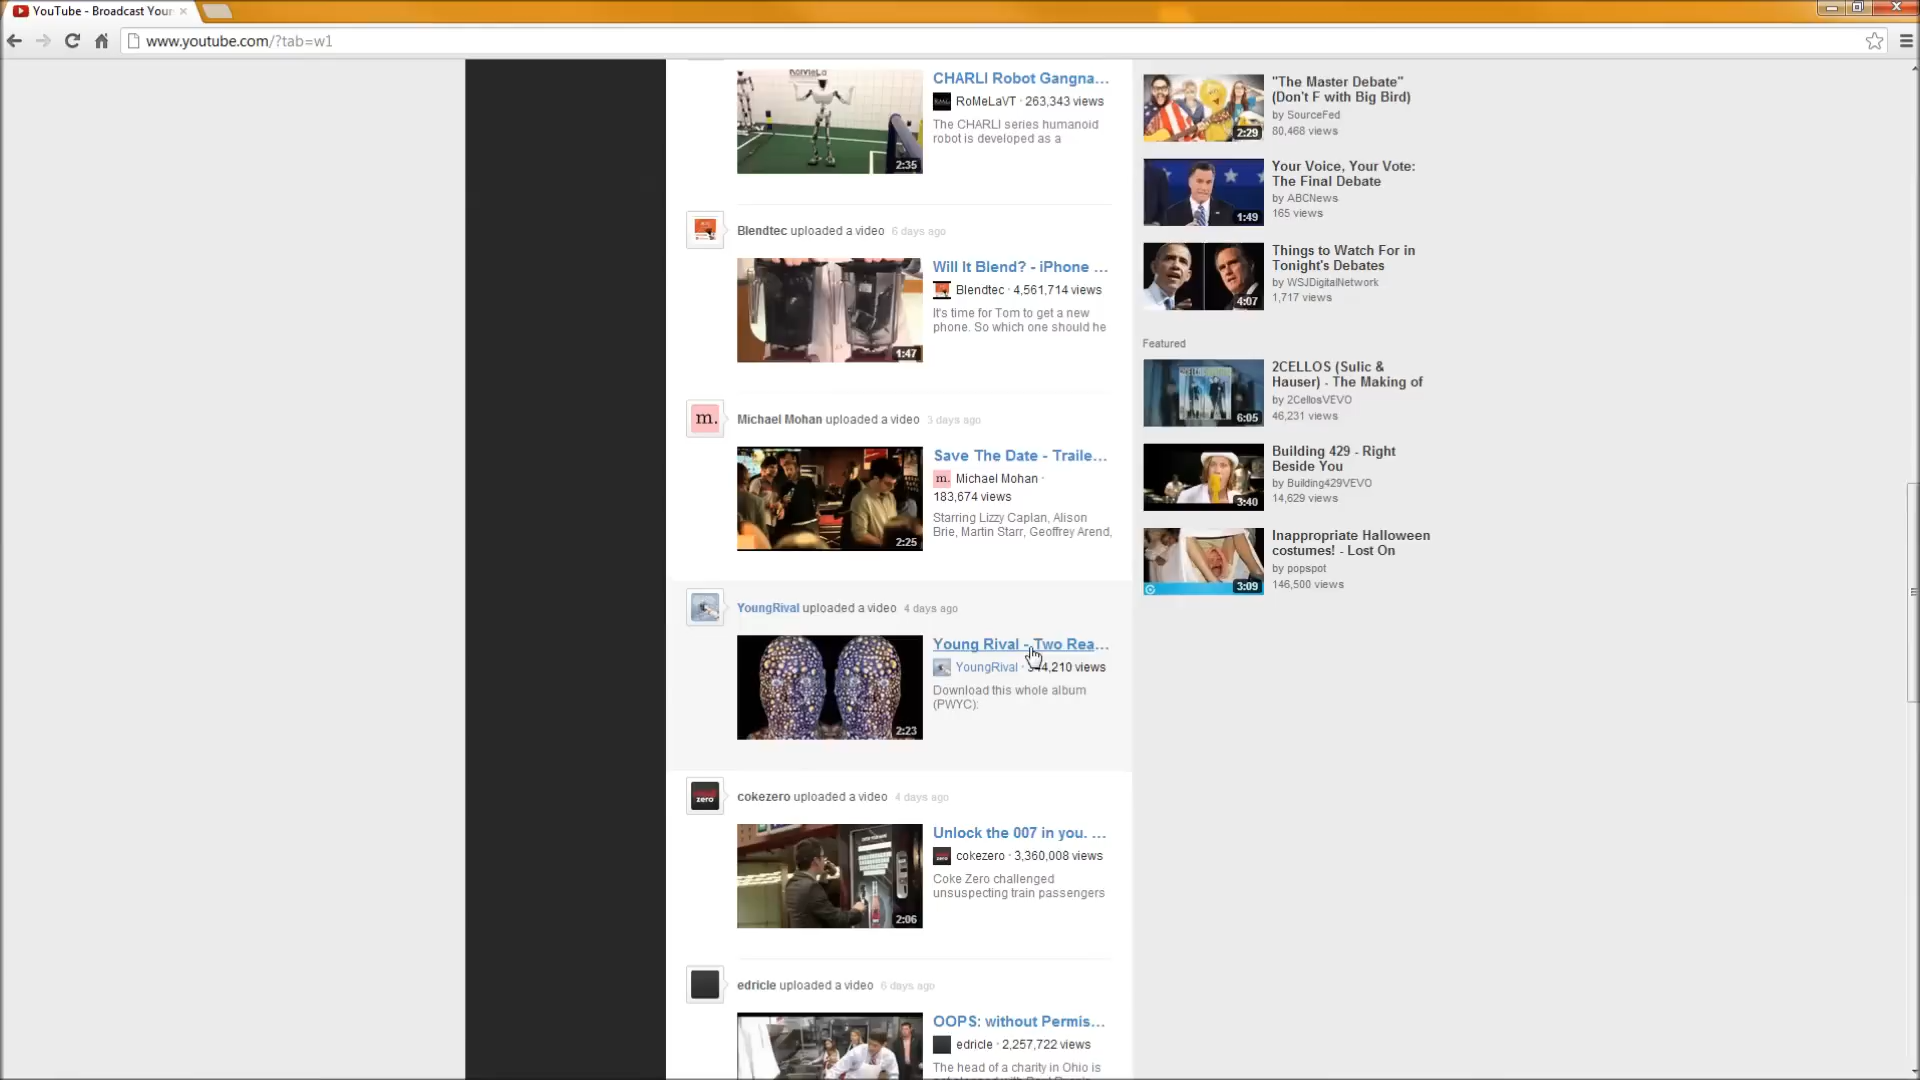 YouTube - Broadcast Your
www.youtube.com/?tab=w1
CHARLI Robot Gangna...
RoMeLaVT · 263,343 views
The CHARLI series humanoid
robot is developed as a
2:35
Blendtec uploaded a video 6 days ago
Will It Blend? - iPhone ...
Blendtec · 4,561,714 views
It's time for Tom to get a new
phone. So which one should he
1:47
m.
Michael Mohan uploaded a video 3 days ago
Save The Date - Traile...
m. Michael Mohan ·
183,674 views
Starring Lizzy Caplan, Alison
Brie, Martin Starr, Geoffrey Arend,
2:25
YoungRival uploaded a video 4 days ago
Young Rival - Two Rea...
YoungRival · 344,210 views
Download this whole album
(PWYC):
2:23
zero
cokezero uploaded a video 4 days ago
Unlock the 007 in you. ...
cokezero · 3,360,008 views
Coke Zero challenged
unsuspecting train passengers
2:06
edricle uploaded a video 6 days ago
OOPS: without Permis...
edricle · 2,257,722 views
The head of a charity in Ohio is
"The Master Debate"
(Don't F with Big Bird)
by SourceFed
80,468 views
2:29
Your Voice, Your Vote:
The Final Debate
by ABCNews
165 views
1:49
Things to Watch For in
Tonight's Debates
by WSJDigitalNetwork
1,717 views
4:07
Featured
2CELLOS (Sulic &
Hauser) - The Making of
by 2CellosVEVO
46,231 views
6:05
Building 429 - Right
Beside You
by Building429VEVO
14,629 views
3:40
Inappropriate Halloween
costumes! - Lost On
by popspot
146,500 views
3:09